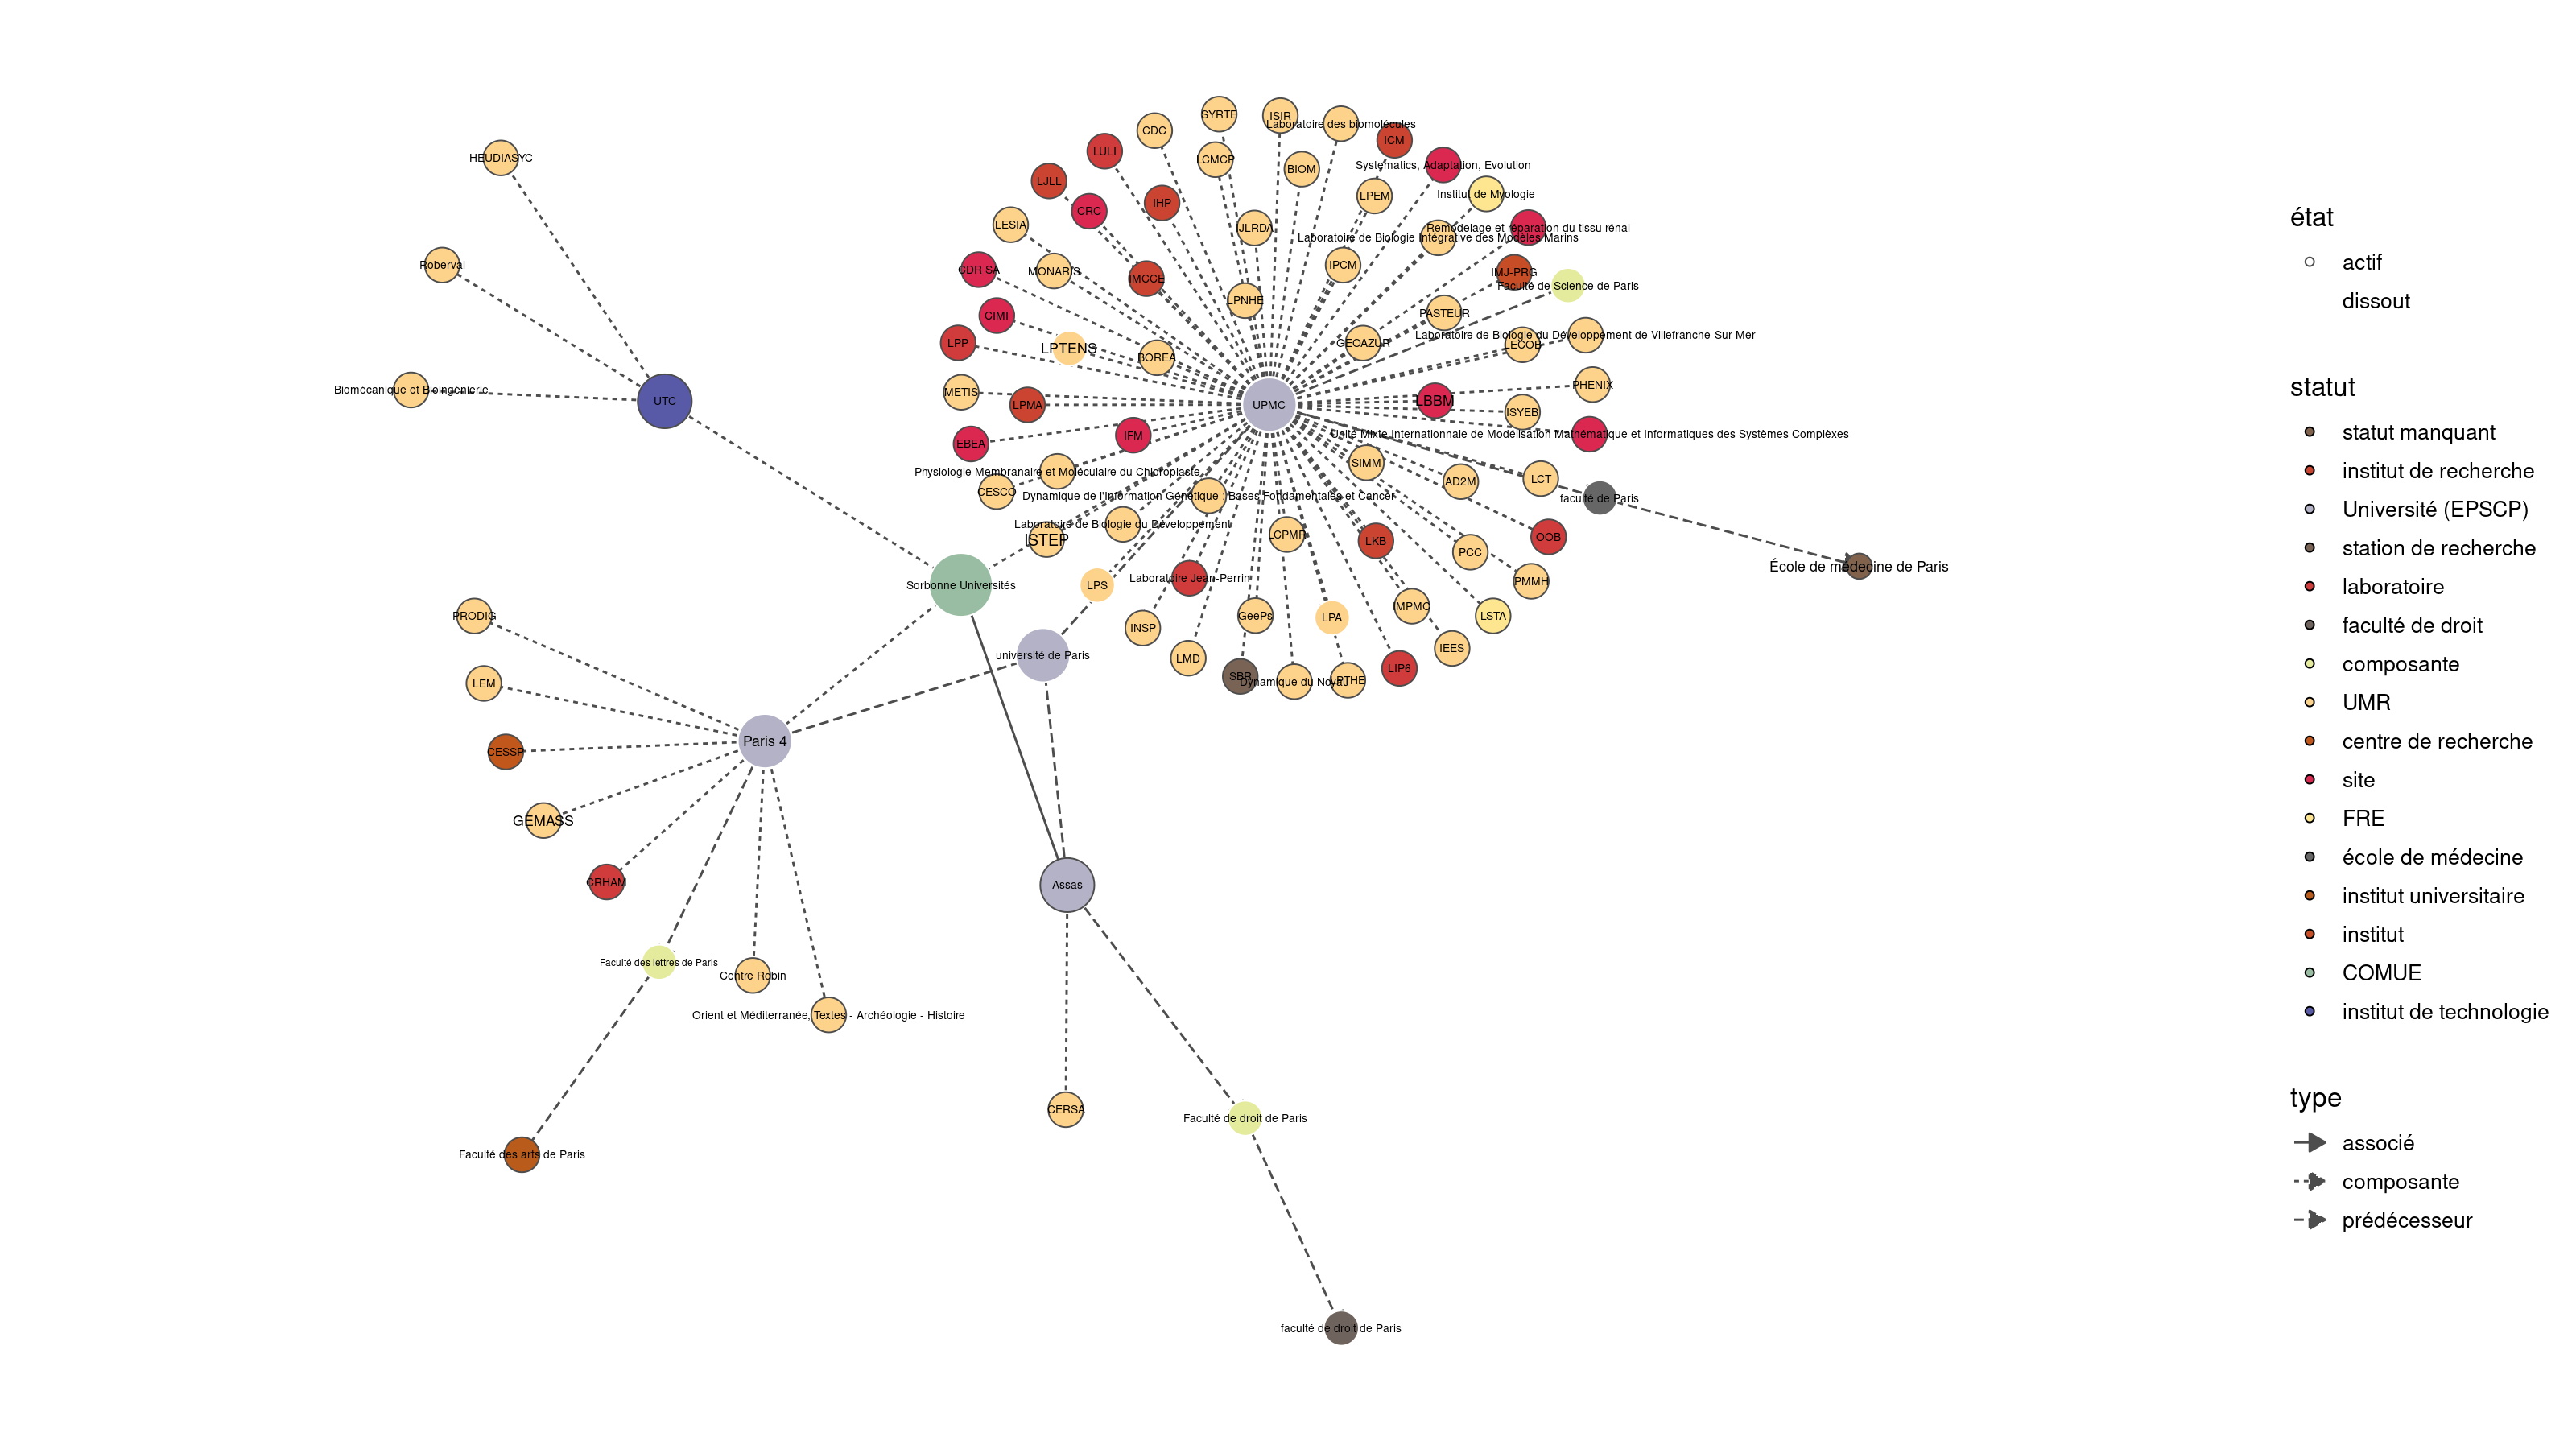 SYRTE
ISIR
Laboratoire des biomolécules
CDC
ICM
LULI
LCMCP
BIOM
Systematics, Adaptation, Evolution
HEUDIASYC
LJLL
LPEM
Institut de Myologie
IHP
CRC
LESIA
JLRDA
Remodelage et réparation du tissu rénal
Laboratoire de Biologie Intégrative des Modèles Marins
état
Roberval
CDR SA
MONARIS
IPCM
IMJ-PRG
actif
IMCCE
Faculté de Science de Paris
LPNHE
dissout
CIMI
PASTEUR
Laboratoire de Biologie du Développement de Villefranche-Sur-Mer
LPP
LPTENS
BOREA
GEOAZUR
LECOB
PHENIX
statut
Biomécanique et Bioingénierie
METIS
UTC
LPMA
UPMC
LBBM
ISYEB
statut manquant
EBEA
IFM
Unité Mixte Internationnale de Modélisation Mathématique et Informatiques des Systèmes Complèxes
SIMM
institut de recherche
Physiologie Membranaire et Moléculaire du Chloroplaste
LCT
AD2M
CESCO
Dynamique de l'Information Génétique : Bases Fondamentales et Cancer
faculté de Paris
Université (EPSCP)
Laboratoire de Biologie du Développement
LCPMR
OOB
ISTEP
LKB
PCC
station de recherche
École de médecine de Paris
Laboratoire Jean-Perrin
PMMH
Sorbonne Universités
LPS
laboratoire
IMPMC
PRODIG
GeePs
LPA
LSTA
faculté de droit
INSP
IEES
université de Paris
LMD
composante
LIP6
SBR
Dynamique du Noyau
LPTHE
LEM
UMR
Paris 4
centre de recherche
CESSP
site
GEMASS
FRE
école de médecine
CRHAM
Assas
institut universitaire
institut
Faculté des lettres de Paris
Centre Robin
COMUE
Orient et Méditerranée, Textes - Archéologie - Histoire
institut de technologie
type
CERSA
Faculté de droit de Paris
associé
Faculté des arts de Paris
composante
prédécesseur
faculté de droit de Paris